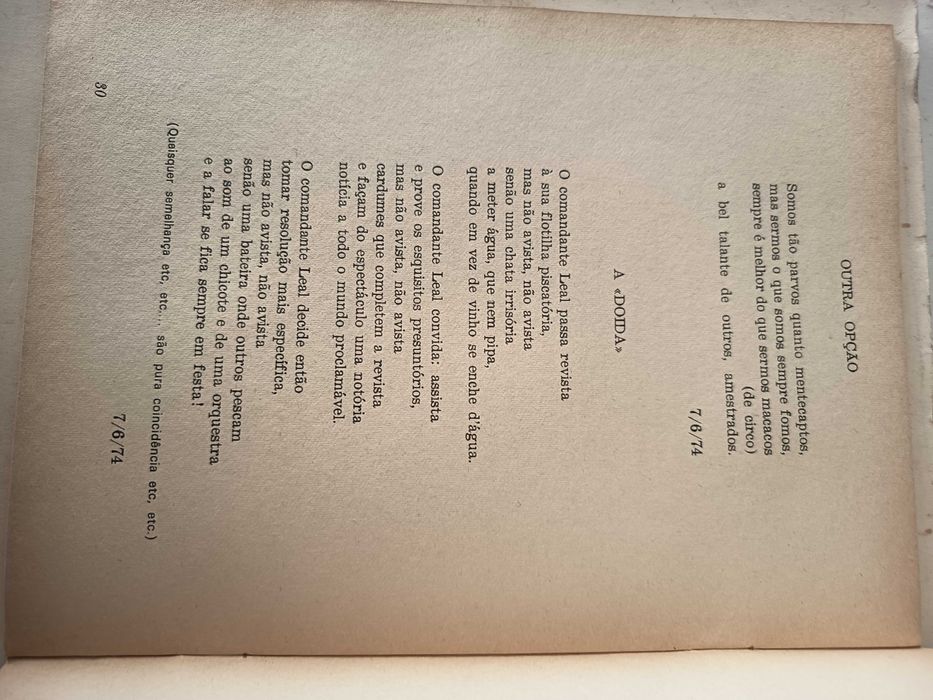 OUTRA OPÇÃO
Somos tão parvos quanto mentecaptos,
mas sermos o que somos sempre fomos,
sempre é melhor do que sermos macacos
(de circo)
a bel talante de outros, amestrados.
7/6/74
A «DOIDA»
O comandante Leal passa revista
à sua flotilha piscatória,
mas não avista, não avista
senão uma chata irrisória
a meter água, que nem pipa,
quando em vez de vinho se enche d'água.
O comandante Leal convida: assista
e prove os esquisitos presuntórios,
mas não avista, não avista
cardumes que completem a revista
e façam do espectáculo uma notória
notícia a todo o mundo proclamável.
O comandante Leal decide então
tomar resolução mais específica,
mas não avista, não avista
senão uma bateira onde outros pescam
ao som de um chicote e de uma orquestra
e a falar se fica sempre em festa!
7/6/74
(Quaisquer semelhança etc, etc... são pura coincidência etc, etc.)
80